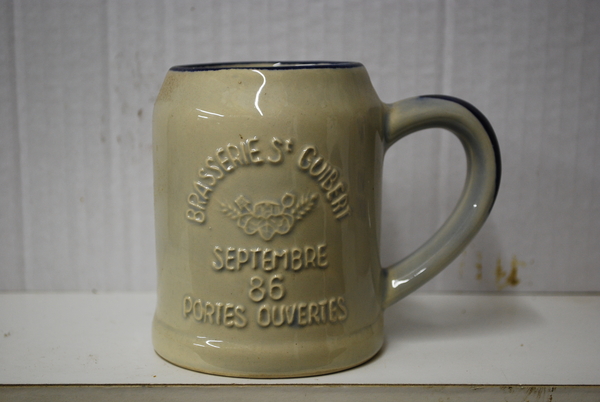 BRASSERIE St GUIBERT
SEPTEMBRE
86
PORTES OUVERTES